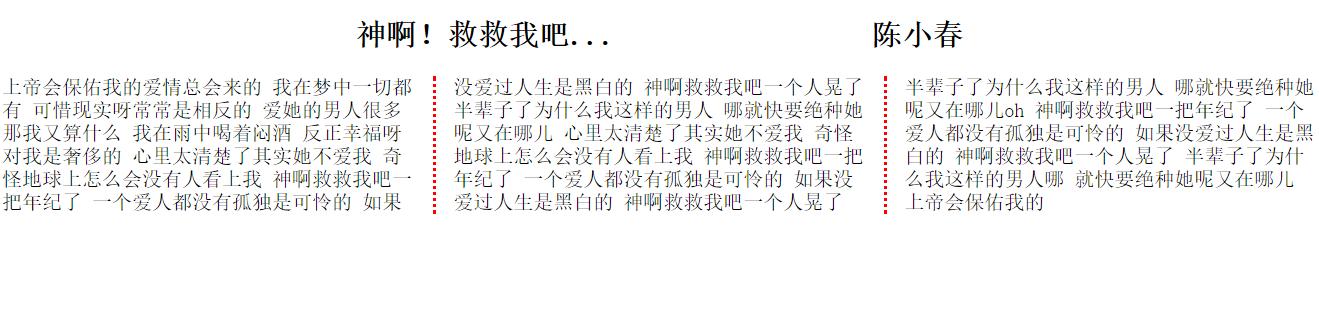 神啊！救救我吧... 陈小春
上帝会保佑我的爱情总会来的 我在梦中一切都
有 可惜现实呀常常是相反的 爱她的男人很多
那我又算什么 我在雨中喝着闷酒 反正幸福呀
对我是奢侈的 心里太清楚了其实她不爱我 奇
怪地球上怎么会没有人看上我 神啊救救我吧一
把年纪了 一个爱人都没有孤独是可怜的 如果
没爱过人生是黑白的 神啊救救我吧一个人晃了
半辈子了为什么我这样的男人 哪就快要绝种她
呢又在哪儿 心里太清楚了其实她不爱我 奇怪
地球上怎么会没有人看上我 神啊救救我吧一把
年纪了 一个爱人都没有孤独是可怜的 如果没
爱过人生是黑白的 神啊救救我吧一个人晃了
半辈子了为什么我这样的男人 哪就快要绝种她
呢又在哪儿oh 神啊救救我吧一把年纪了 一个
爱人都没有孤独是可怜的 如果没爱过人生是黑
白的 神啊救救我吧一个人晃了 半辈子了为什
么我这样的男人哪 就快要绝种她呢又在哪儿
上帝会保佑我的